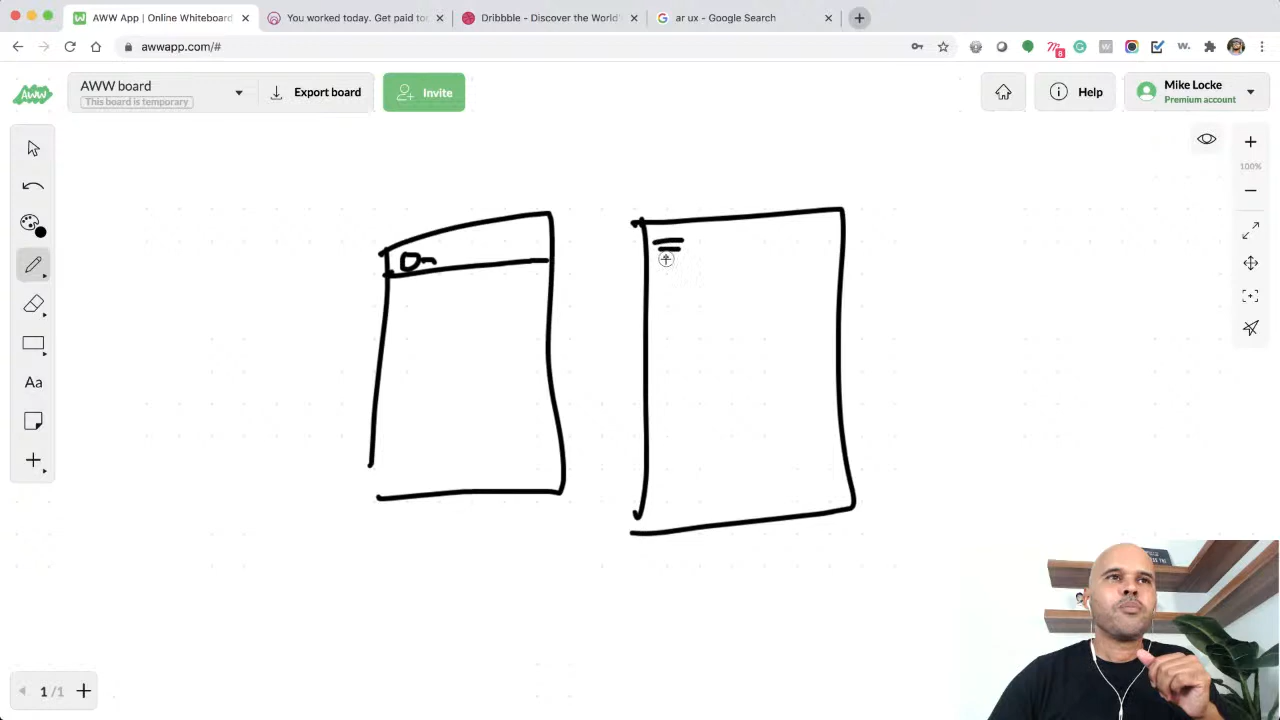 AWW App | Online Whiteboard
You worked today. Get paid to
Dribbble - Discover the World'
ar ux - Google Search
awwapp.com/#
8
AWW
AWW board
This board is temporary
Export board
Invite
Help
Mike Locke
Premium account
100%
Aa
1 /1